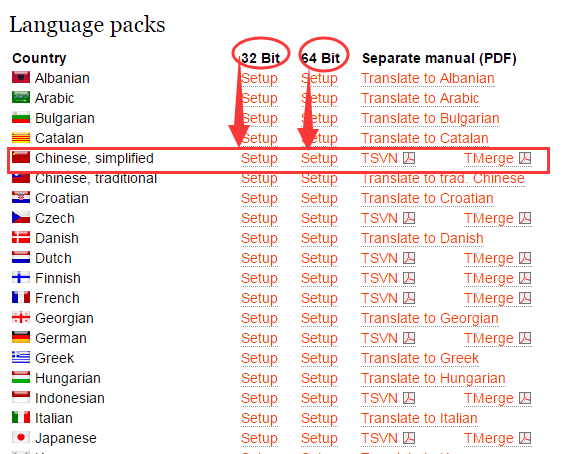 Language packs
Country 32 Bit 64 Bit Separate manual (PDF)
Albanian Setup Setup Translate to Albanian
Arabic Setup Setup Translate to Arabic
Bulgarian Setup Setup Translate to Bulgarian
Catalan Setup Setup Translate to Catalan
Chinese, simplified Setup Setup TSVN TMerge
Chinese, traditional Setup Setup Translate to trad. Chinese
Croatian Setup Setup Translate to Croatian
Czech Setup Setup TSVN TMerge
Danish Setup Setup Translate to Danish
Dutch Setup Setup TSVN TMerge
Finnish Setup Setup TSVN TMerge
French Setup Setup TSVN TMerge
Georgian Setup Setup Translate to Georgian
German Setup Setup TSVN TMerge
Greek Setup Setup Translate to Greek
Hungarian Setup Setup Translate to Hungarian
Indonesian Setup Setup TSVN TMerge
Italian Setup Setup Translate to Italian
Japanese Setup Setup TSVN TMerge